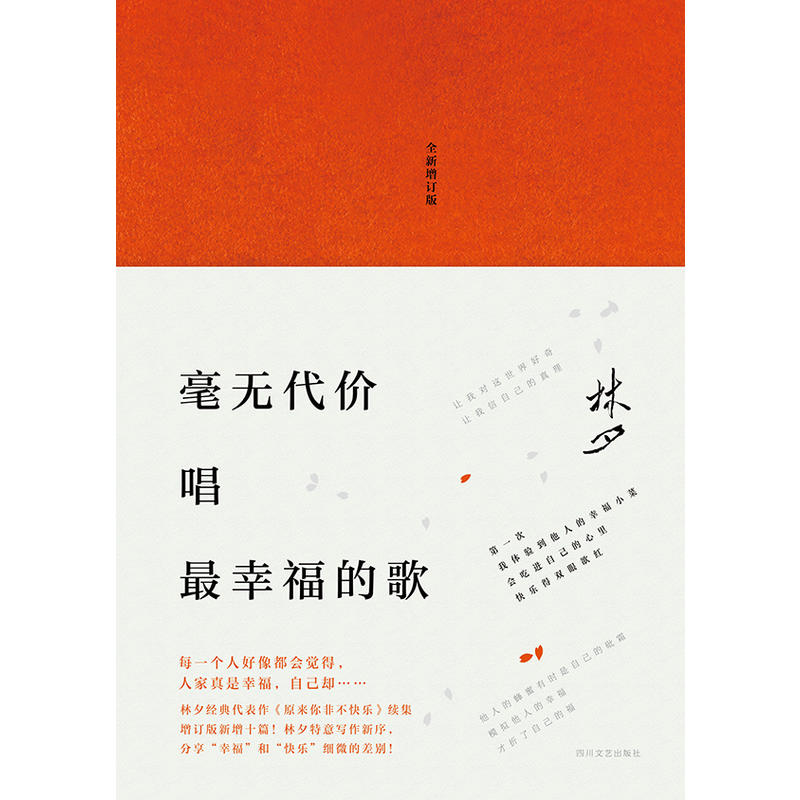 全新增订版
让我对这世界好奇
让我信自己的真理
林夕
毫无代价
唱
最幸福的歌
第一次
我体验到他人的幸福小菜
会吃进自己的心里
快乐得双眼敢红
每一个人好像都会觉得，
人家真是幸福，自己却……
林夕经典代表作《原来你非不快乐》续集
增订版新增十篇！林夕特意写作新序，
分享“幸福”和“快乐”细微的差别！
他人的蜂蜜有时是自己的砒霜
模拟他人的幸福
才折了自己的福
四川文艺出版社